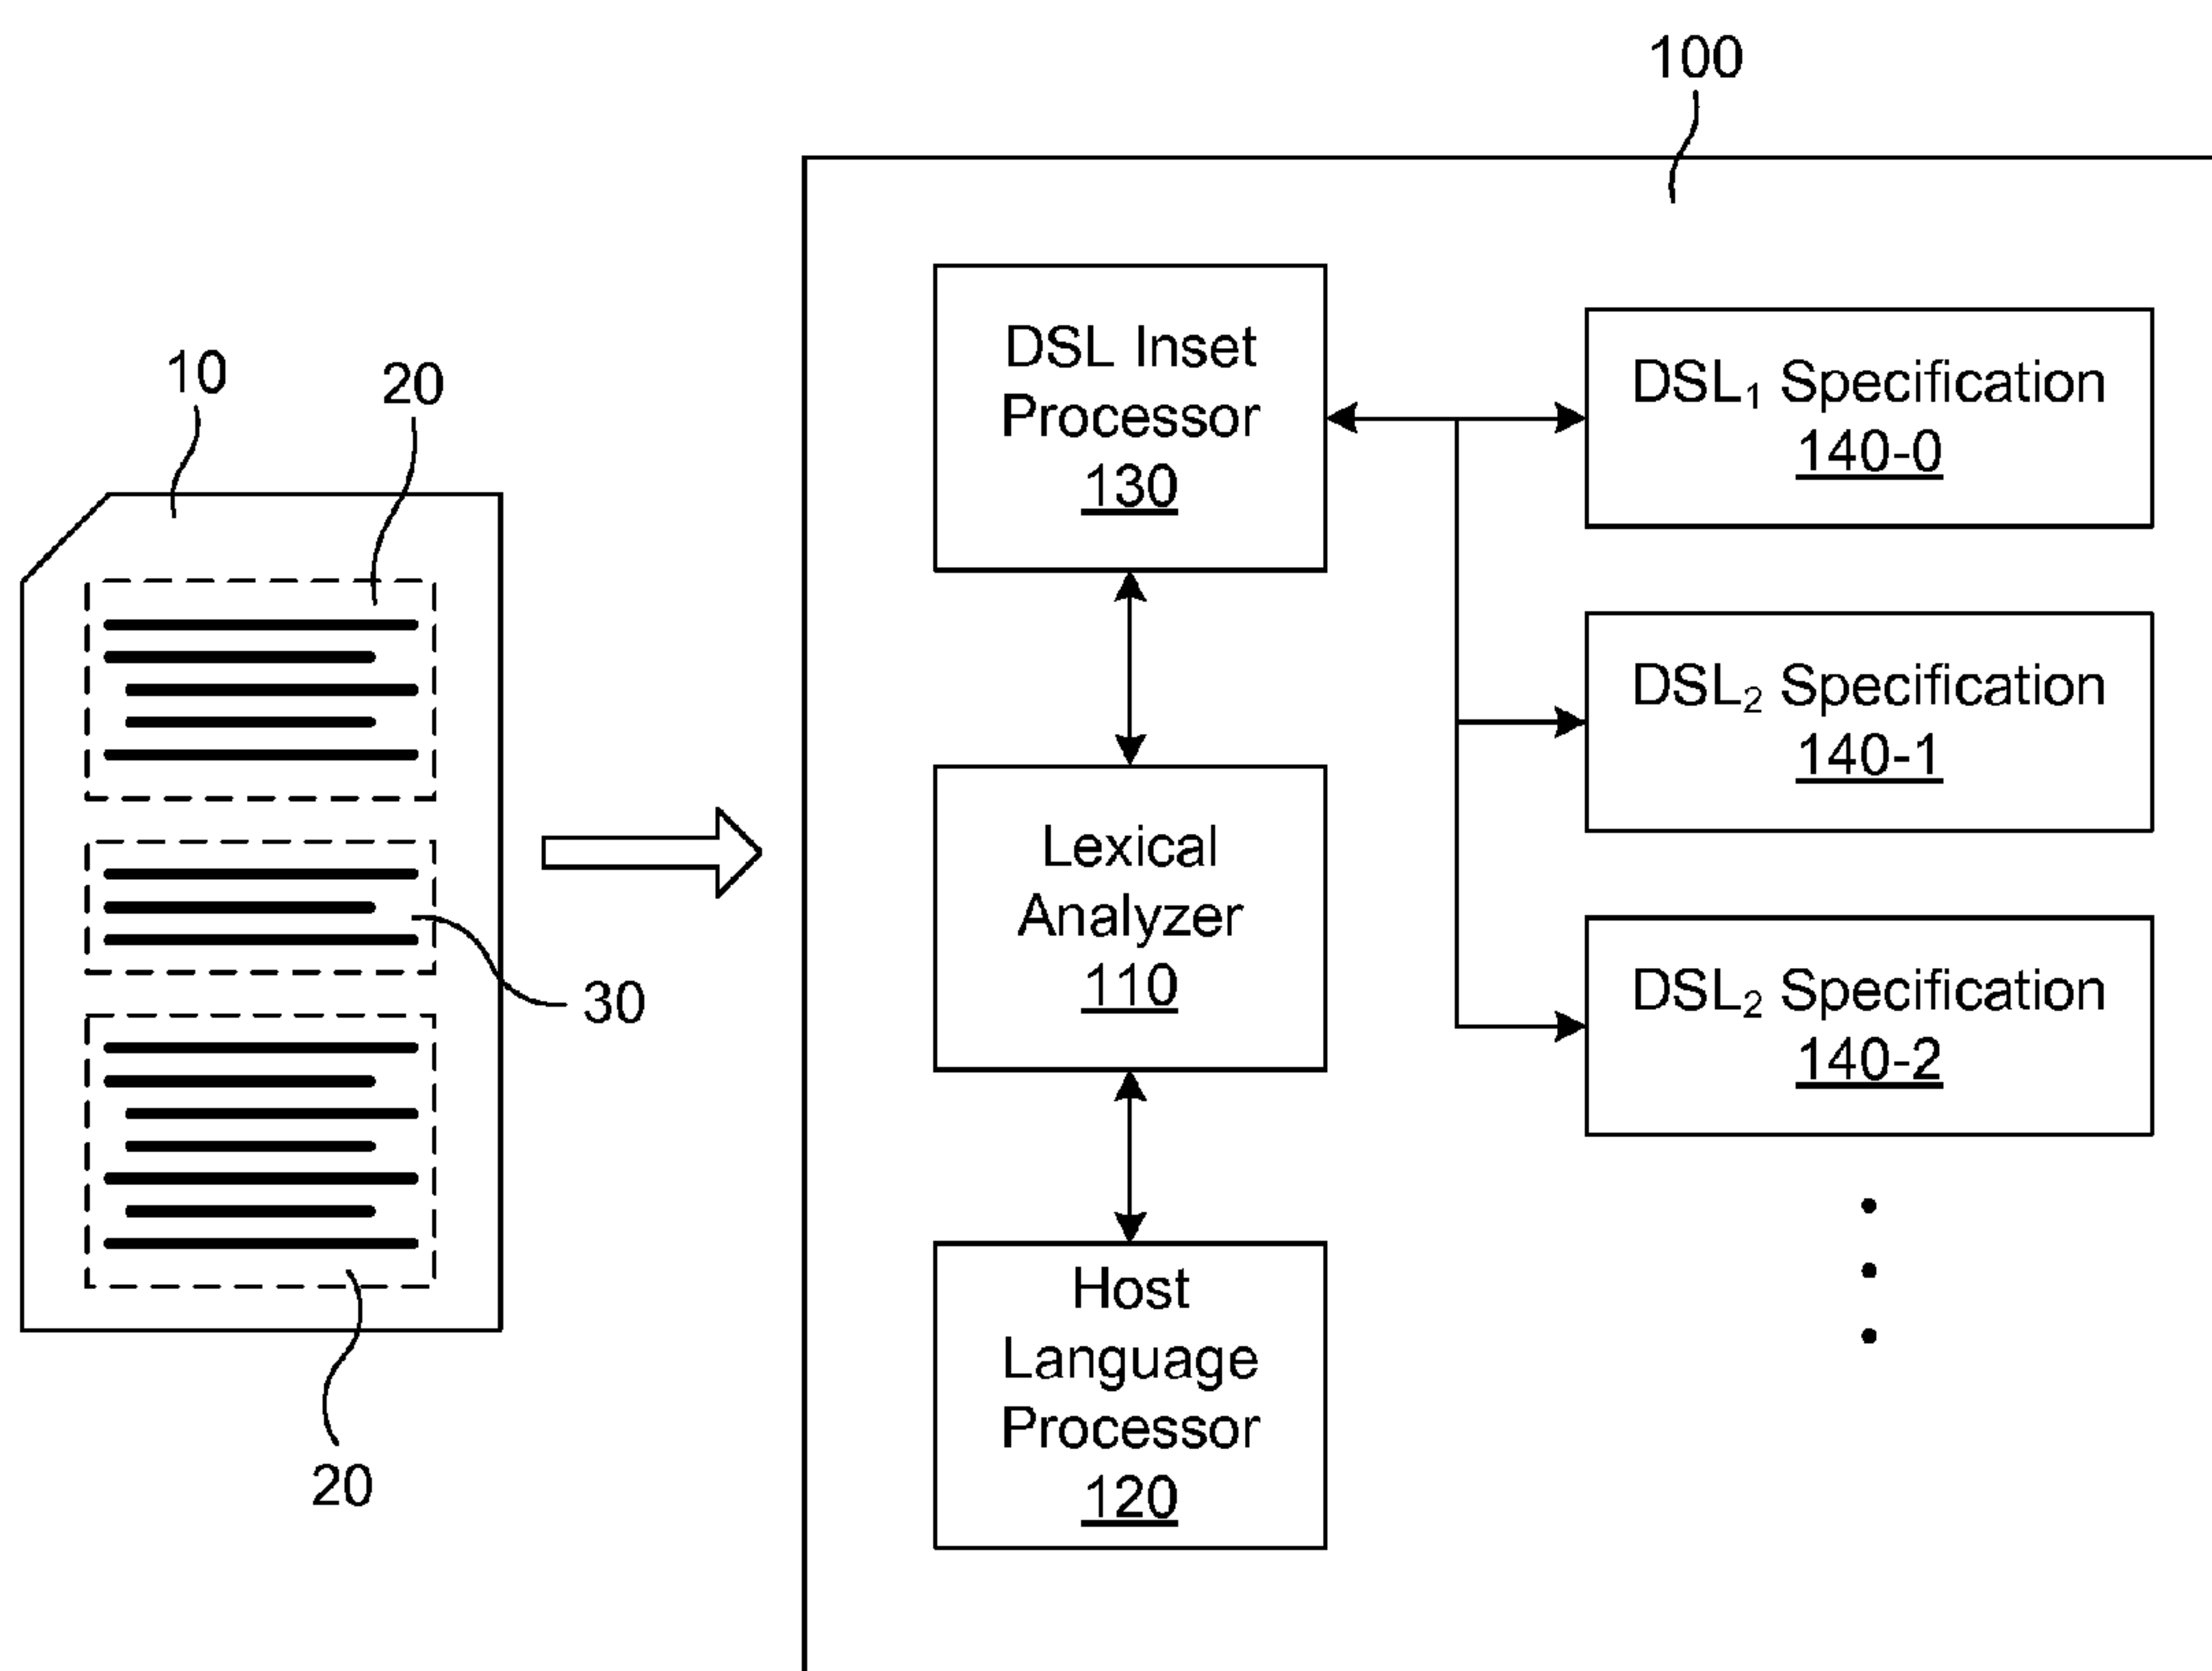 100
10
20
30
20
DSL Inset
Processor
130
Lexical
Analyzer
110
Host
Language
Processor
120
DSL₁ Specification
140-0
DSL₂ Specification
140-1
DSL₂ Specification
140-2